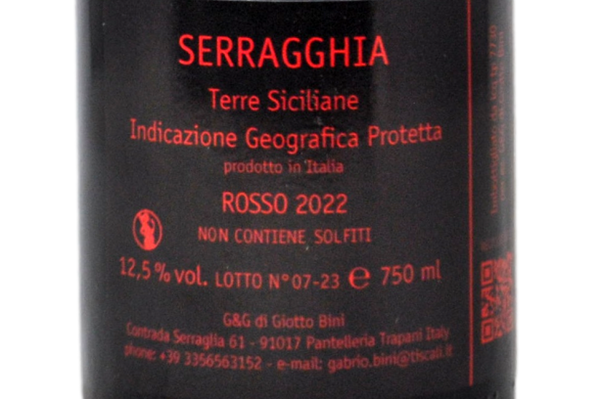 SERRAGGHIA
Terre Siciliane
Indicazione Geografica Protetta
prodotto in Italia
ROSSO 2022
NON CONTIENE SOLFITI
12,5% vol. LOTTO N° 07-23 e 750 ml
G&G di Giotto Bini
Contrada Serraglia 61 - 91017 Pantelleria Trapani Italy
phone: +39 3356563152 - e-mail: gabrio.bini@tiscali.it